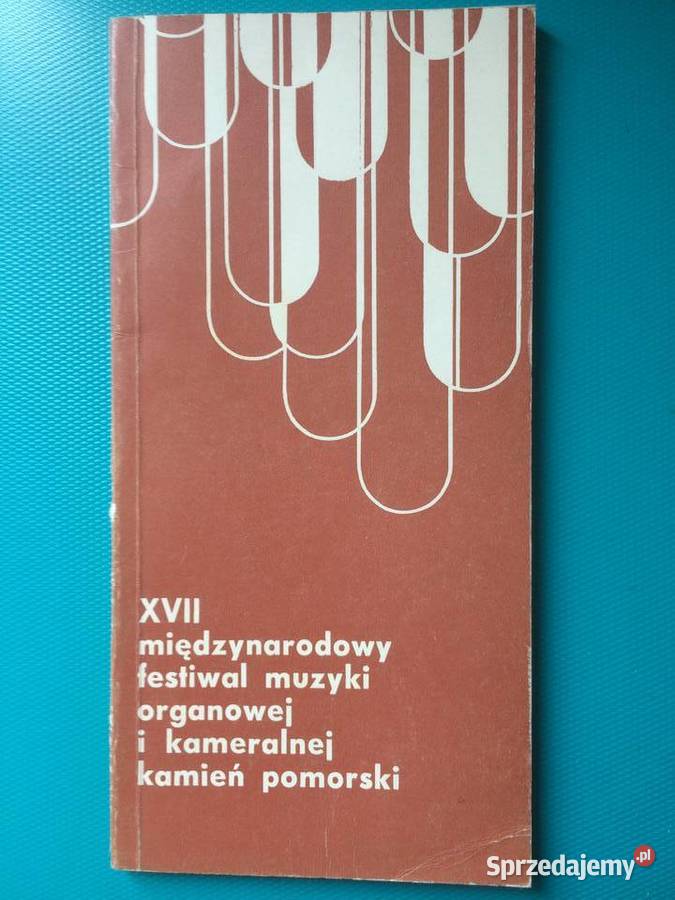 XVII
międzynarodowy
festiwal muzyki
organowej
i kameralnej
kamień pomorski
Sprzedajemy.pl